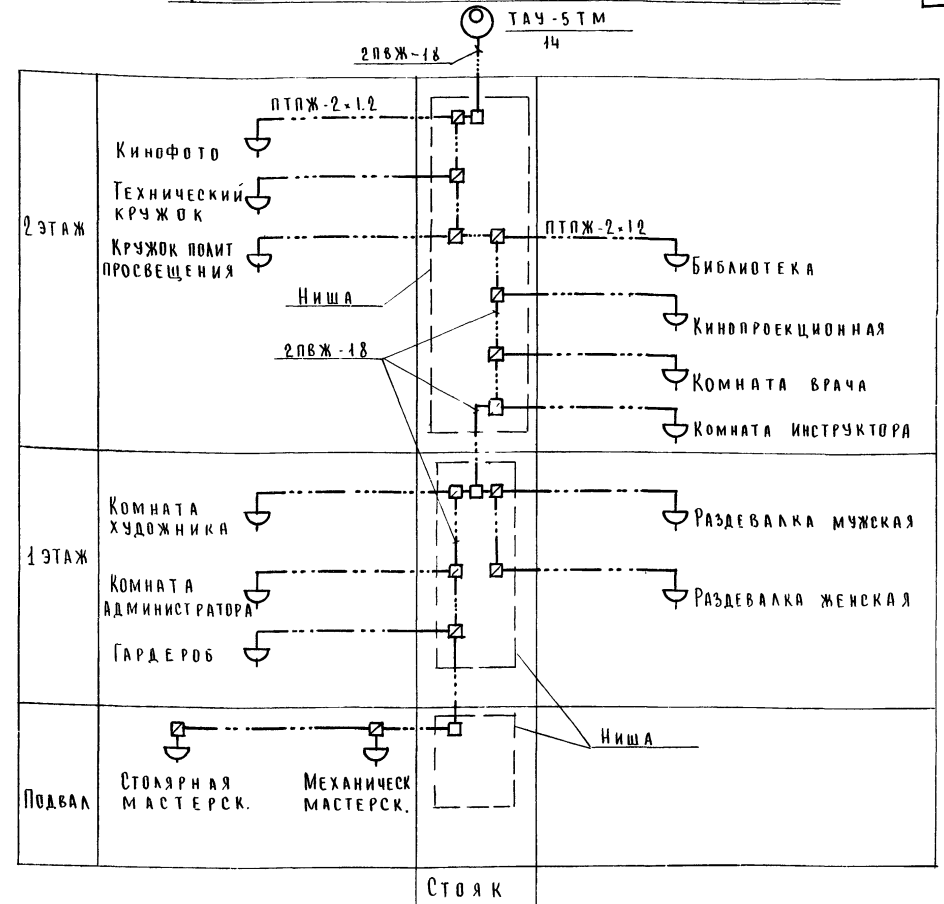 ТАУ-5ТМ
14
2ПВЖ-18
ПТПЖ-2×1.2
Кинофото
Технический
кружок
2 этаж
Кружок полит
просвещения
ПТПЖ-2×12
Библиотека
Ниша
Кинопроекционная
2ПВЖ-18
Комната врача
Комната инструктора
Комната
художника
Раздевалка мужская
1 этаж
Комната
администратора
Раздевалка женская
Гардероб
Ниша
Подвал
Столярная
мастерск.
Механическ
мастерск.
Стояк